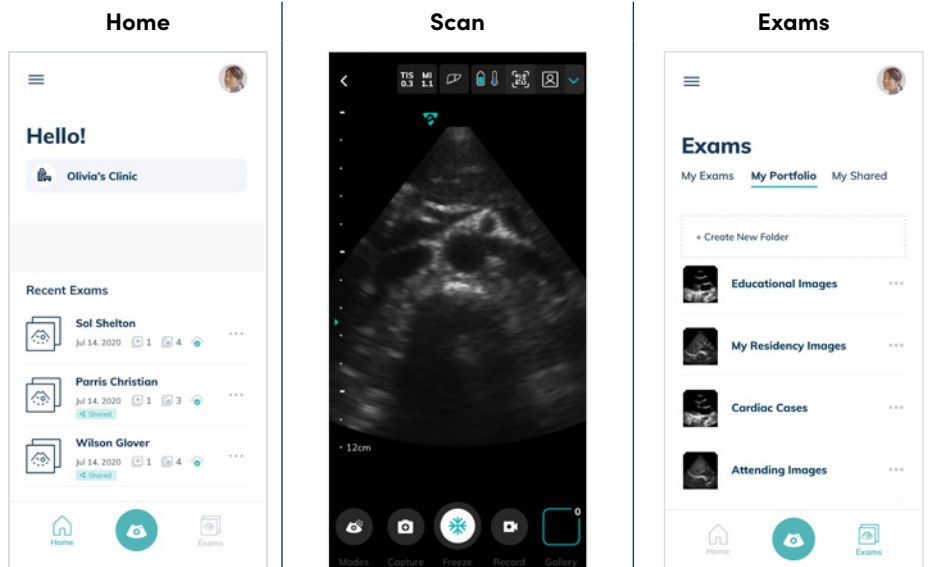 Home
Hello!
Olivia's Clinic
Recent Exams
Sol Shelton
Jul 14, 2020 1 4
Parris Christian
Jul 14, 2020 1 3
Shared
Wilson Glover
Jul 14, 2020 1 4
Shared
Home
Exams
Scan
TIS MI
0.3 1.1
12cm
0
Modes Capture Freeze Record Gallery
Exams
Exams
My Exams My Portfolio My Shared
+ Create New Folder
Educational Images
My Residency Images
Cardiac Cases
Attending Images
Home
Exams